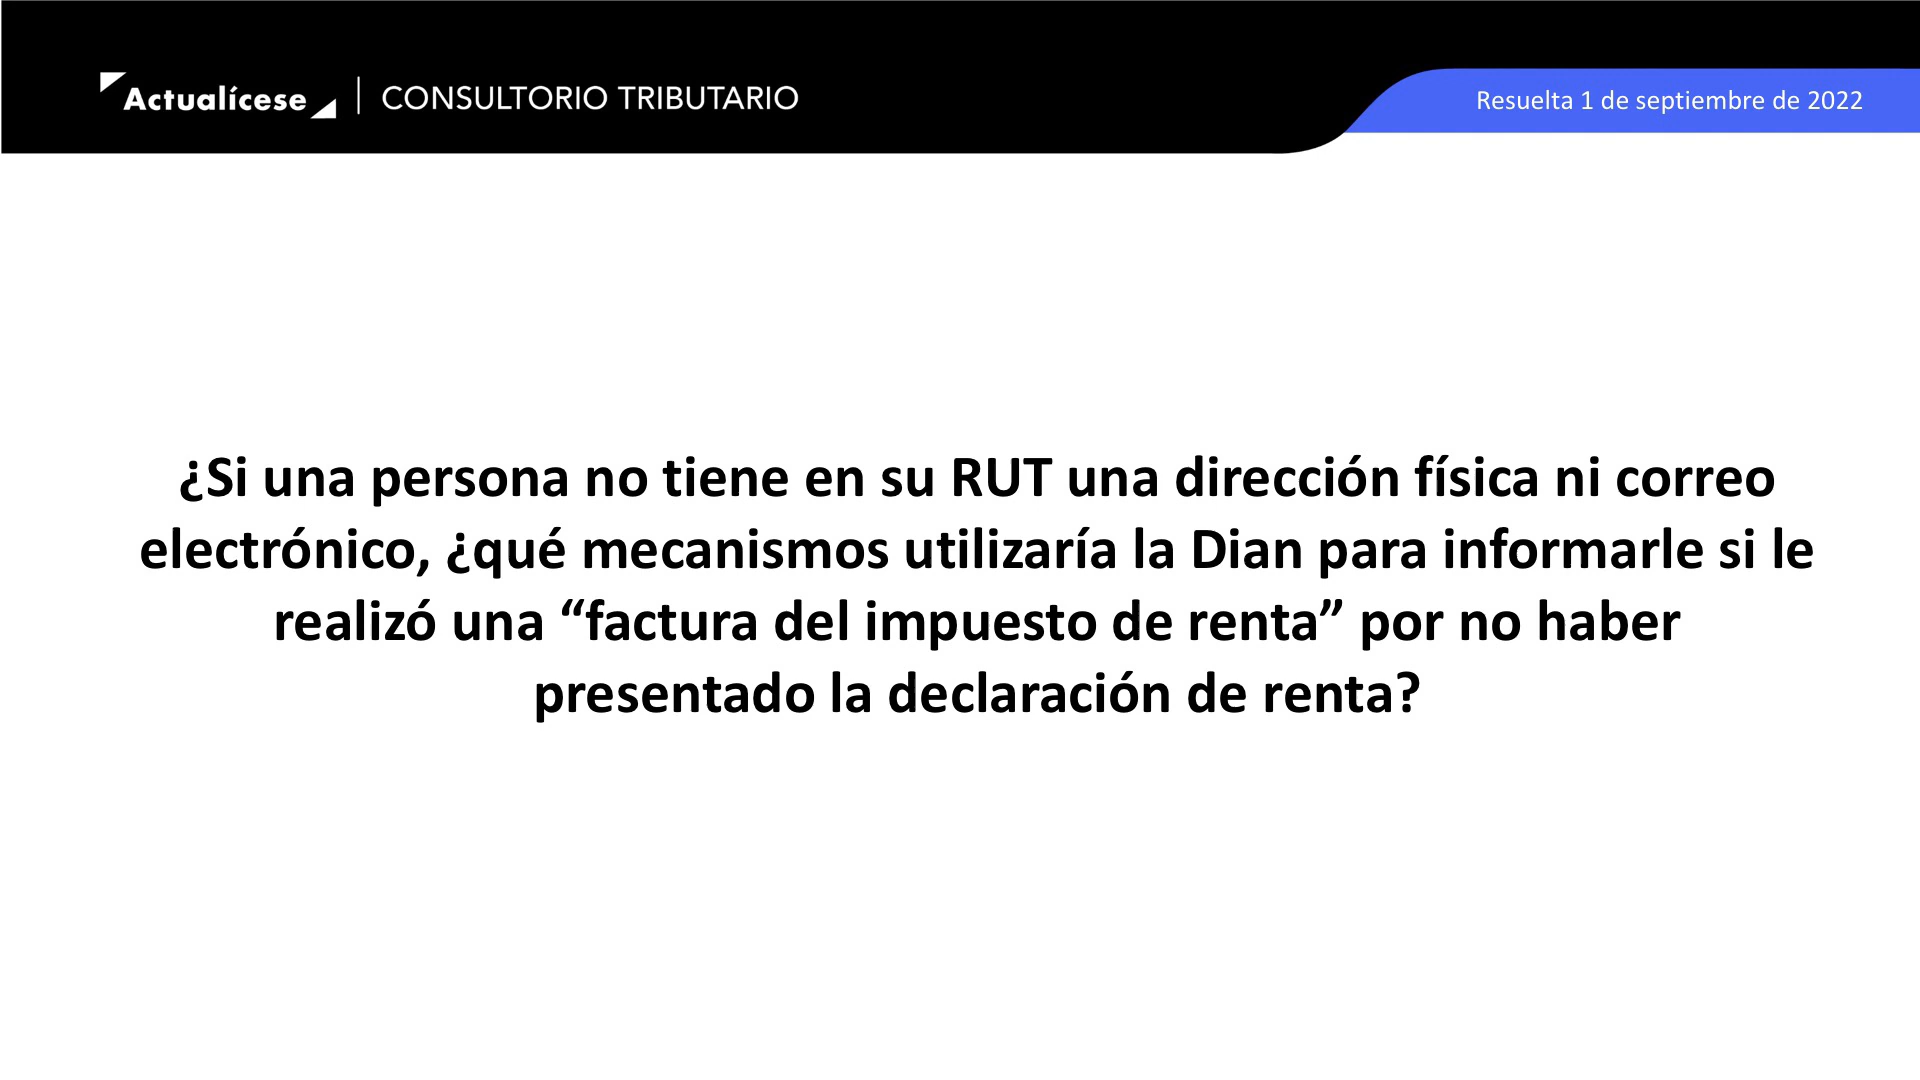 Actualícese | CONSULTORIO TRIBUTARIO
Resuelta 1 de septiembre de 2022
¿Si una persona no tiene en su RUT una dirección física ni correo
electrónico, ¿qué mecanismos utilizaría la Dian para informarle si le
realizó una “factura del impuesto de renta” por no haber
presentado la declaración de renta?